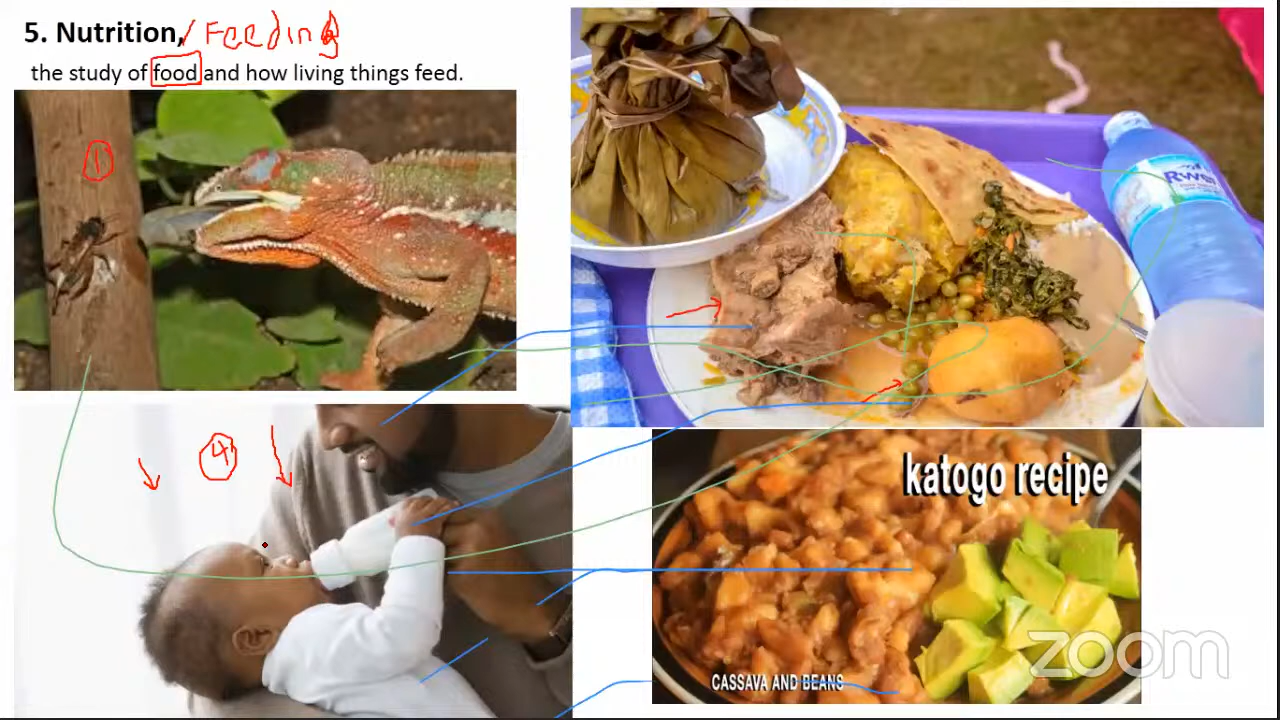 5. Nutrition, / Feeding
the study of food and how living things feed.
1
4
Rwen
katogo recipe
CASSAVA AND BEANS
zoom